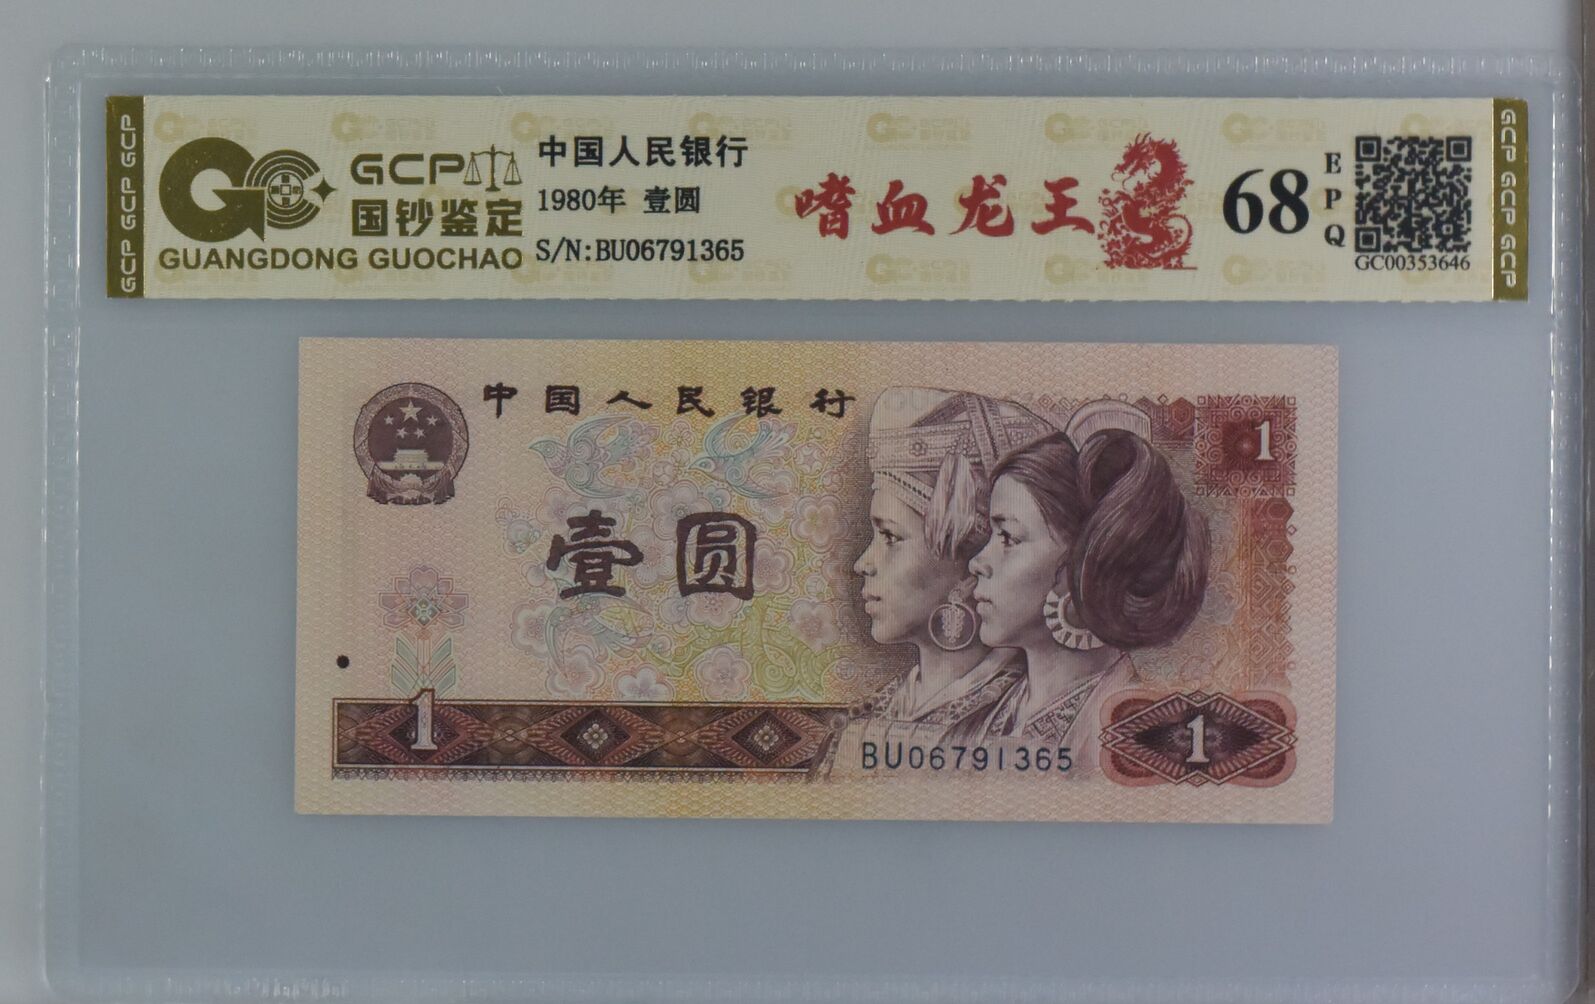 GCP GCP GCP
GCP
国钞鉴定
GUANGDONG GUOCHAO
中国人民银行
1980年 壹圆
S/N:BU06791365
嗜血龙王
68
EPQ
GC00353646
GCP GCP GCP
中国人民银行
1
壹圆
1
BU06791365
1